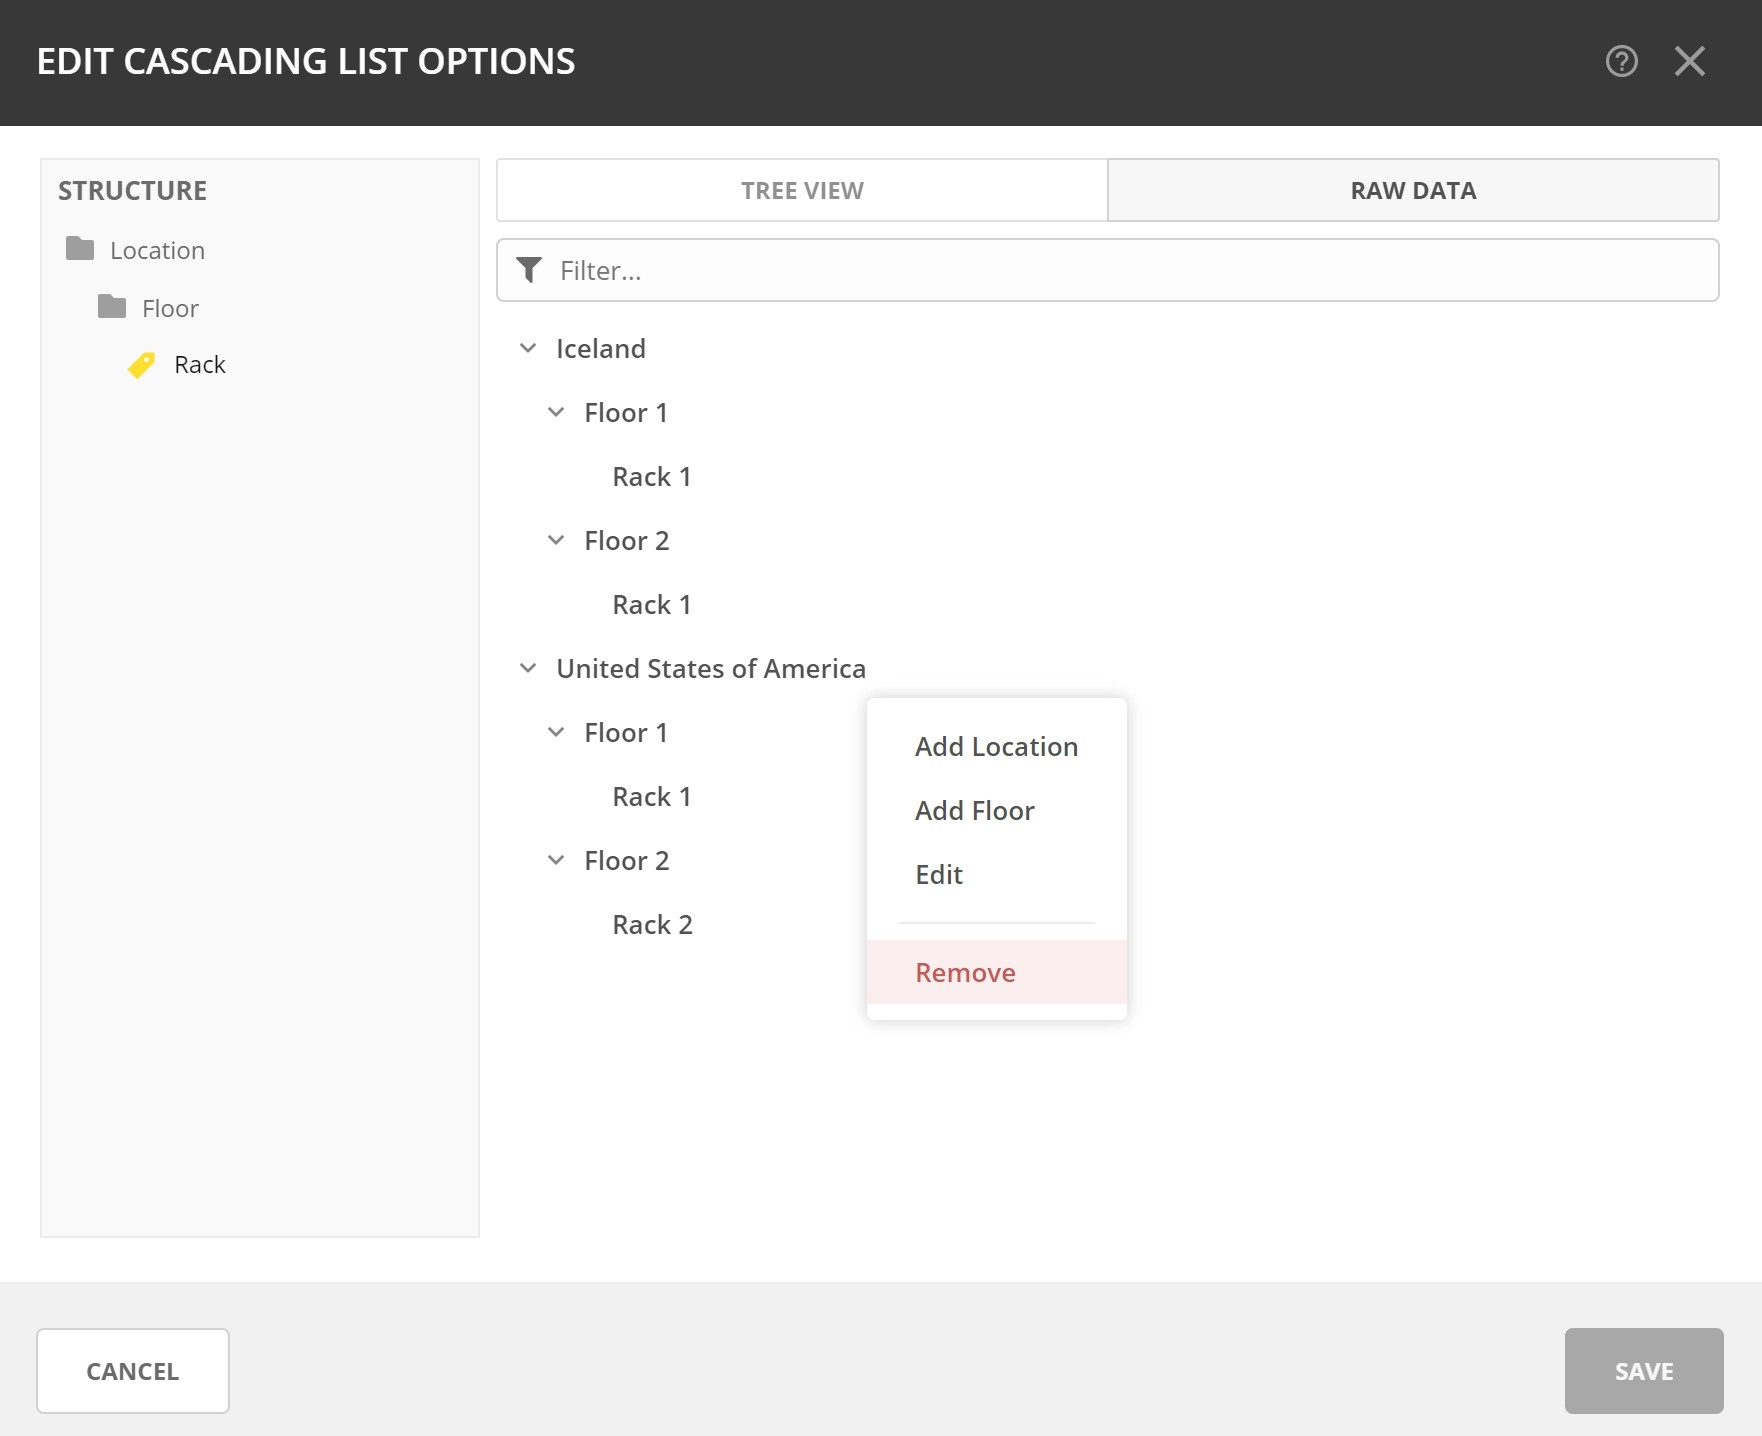 EDIT CASCADING LIST OPTIONS
STRUCTURE
Location
Floor
Rack
TREE VIEW
RAW DATA
Filter...
Iceland
Floor 1
Rack 1
Floor 2
Rack 1
United States of America
Floor 1
Rack 1
Floor 2
Rack 2
Add Location
Add Floor
Edit
Remove
CANCEL
SAVE